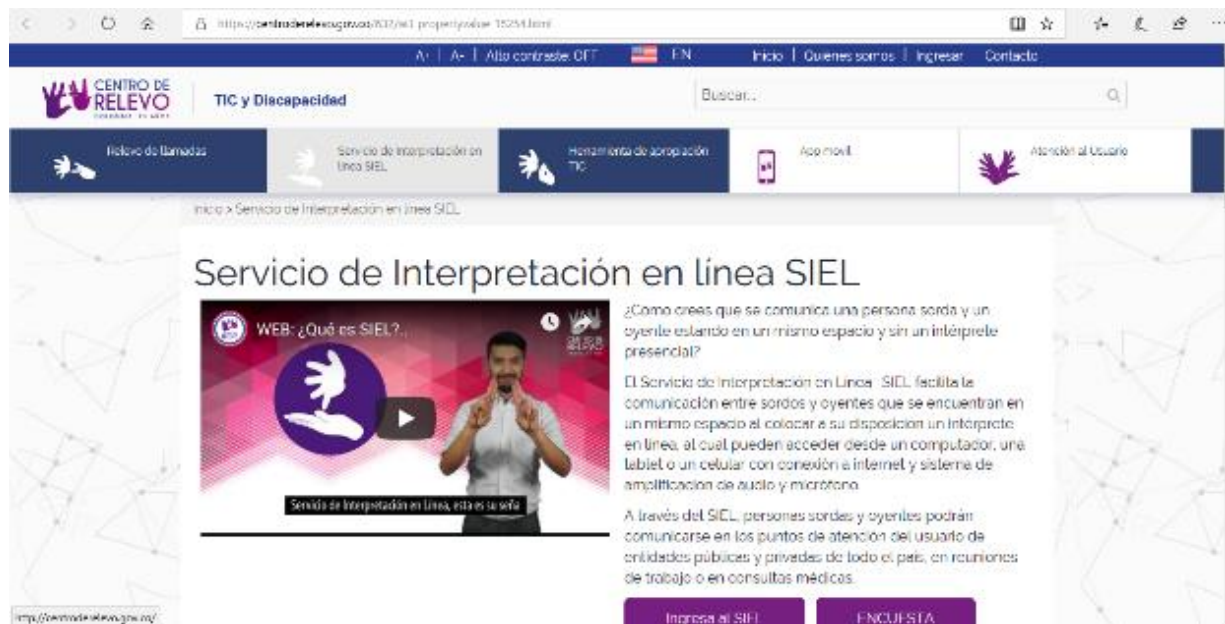 A+ | A- | Alto contraste: OFF EN Inicio | Quienes somos | Ingresar Contacto
CENTRO DE
RELEVO
TIC y Discapacidad
Buscar...
Relevo de llamadas
Servicio de Interpretación en
línea SIEL
Herramienta de apropiación
TIC
App movil
Atención al Usuario
Inicio > Servicio de Interpretación en línea SIEL
Servicio de Interpretación en línea SIEL
WEB: ¿Qué es SIEL?..
Servicio de Interpretación en Línea, esta es su seña
¿Como crees que se comunica una persona sorda y un
oyente estando en un mismo espacio y sin un intérprete
presencial?
El Servicio de Interpretación en Línea SIEL facilita la
comunicación entre sordos y oyentes que se encuentran en
un mismo espacio al colocar a su disposición un intérprete
en línea, al cual pueden acceder desde un computador, una
tablet o un celular con conexión a internet y sistema de
amplificación de audio y micrófono.
A través del SIEL, personas sordas y oyentes podrán
comunicarse en los puntos de atención del usuario de
entidades públicas y privadas de todo el país, en reuniones
de trabajo o en consultas médicas.
Ingresa al SIEL
ENCUESTA
http://centroderelevo.gov.co/